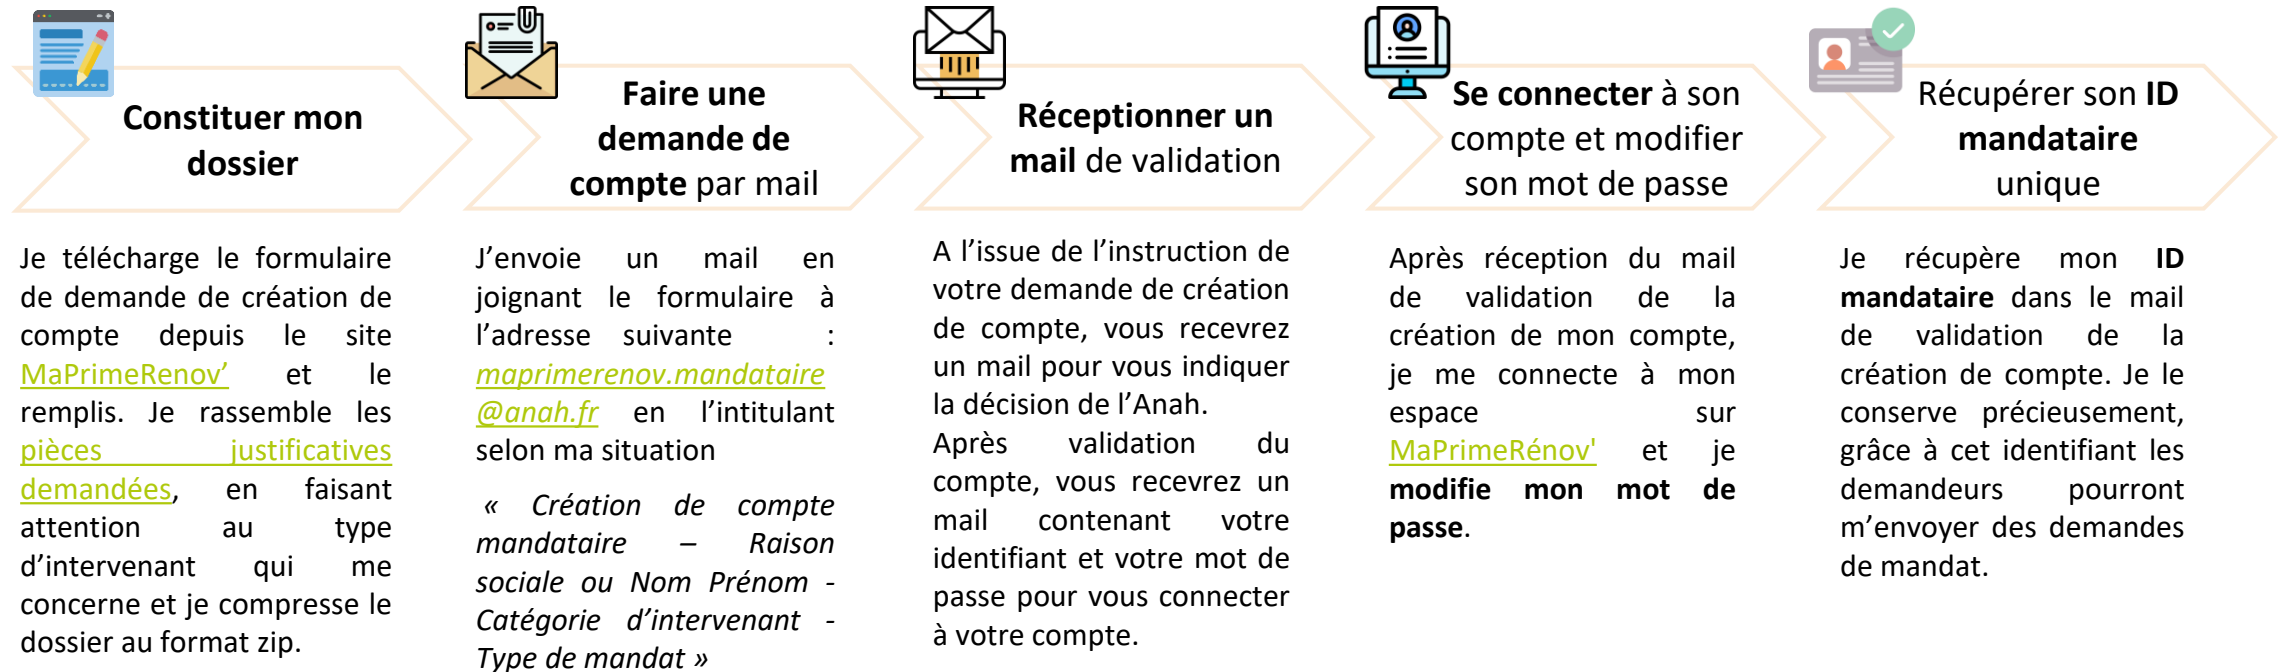 Constituer mon
dossier
Je télécharge le formulaire
de demande de création de
compte depuis le site
MaPrimeRenov’ et le
remplis. Je rassemble les
pièces justificatives
demandées, en faisant
attention au type
d’intervenant qui me
concerne et je compresse le
dossier au format zip.
Faire une
demande de
compte par mail
J’envoie un mail en
joignant le formulaire à
l’adresse suivante :
maprimerenov.mandataire
@anah.fr en l’intitulant
selon ma situation
« Création de compte
mandataire – Raison
sociale ou Nom Prénom -
Catégorie d’intervenant -
Type de mandat »
Réceptionner un
mail de validation
A l’issue de l’instruction de
votre demande de création
de compte, vous recevrez
un mail pour vous indiquer
la décision de l’Anah.
Après validation du
compte, vous recevrez un
mail contenant votre
identifiant et votre mot de
passe pour vous connecter
à votre compte.
Se connecter à son
compte et modifier
son mot de passe
Après réception du mail
de validation de la
création de mon compte,
je me connecte à mon
espace sur
MaPrimeRénov' et je
modifie mon mot de
passe.
Récupérer son ID
mandataire
unique
Je récupère mon ID
mandataire dans le mail
de validation de la
création de compte. Je le
conserve précieusement,
grâce à cet identifiant les
demandeurs pourront
m’envoyer des demandes
de mandat.